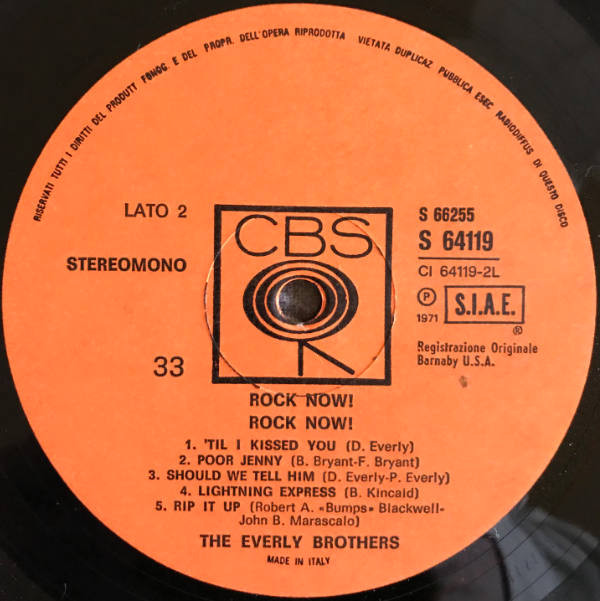 RISERVATI TUTTI I DIRITTI DEL PRODUTT FONOG. E DEL PROPR. DELL'OPERA RIPRODOTTA VIETATA DUPLICAZ. PUBBLICA ESEC RADIODIFFUS DI QUESTO DISCO
LATO 2
STEREOMONO
33
CBS
S 66255
S 64119
CI 64119-2L
Ⓟ
1971
S.I.A.E.
®
Registrazione Originale
Barnaby U.S.A.
ROCK NOW!
ROCK NOW!
1. 'TIL I KISSED YOU (D. Everly)
2. POOR JENNY (B. Bryant-F. Bryant)
3. SHOULD WE TELL HIM (D. Everly-P. Everly)
4. LIGHTNING EXPRESS (B. Kincaid)
5. RIP IT UP (Robert A. «Bumps» Blackwell-
John B. Marascalo)
THE EVERLY BROTHERS
MADE IN ITALY